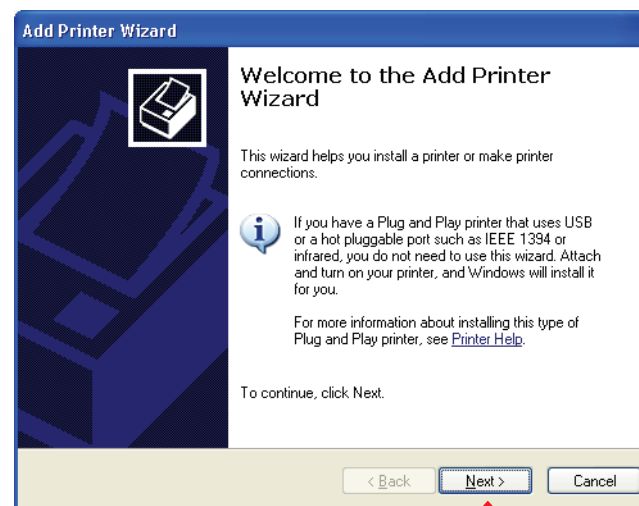 Add Printer Wizard
Welcome to the Add Printer
Wizard
This wizard helps you install a printer or make printer
connections.
If you have a Plug and Play printer that uses USB
or a hot pluggable port such as IEEE 1394 or
infrared, you do not need to use this wizard. Attach
and turn on your printer, and Windows will install it
for you.
For more information about installing this type of
Plug and Play printer, see Printer Help.
To continue, click Next.
< Back
Next >
Cancel